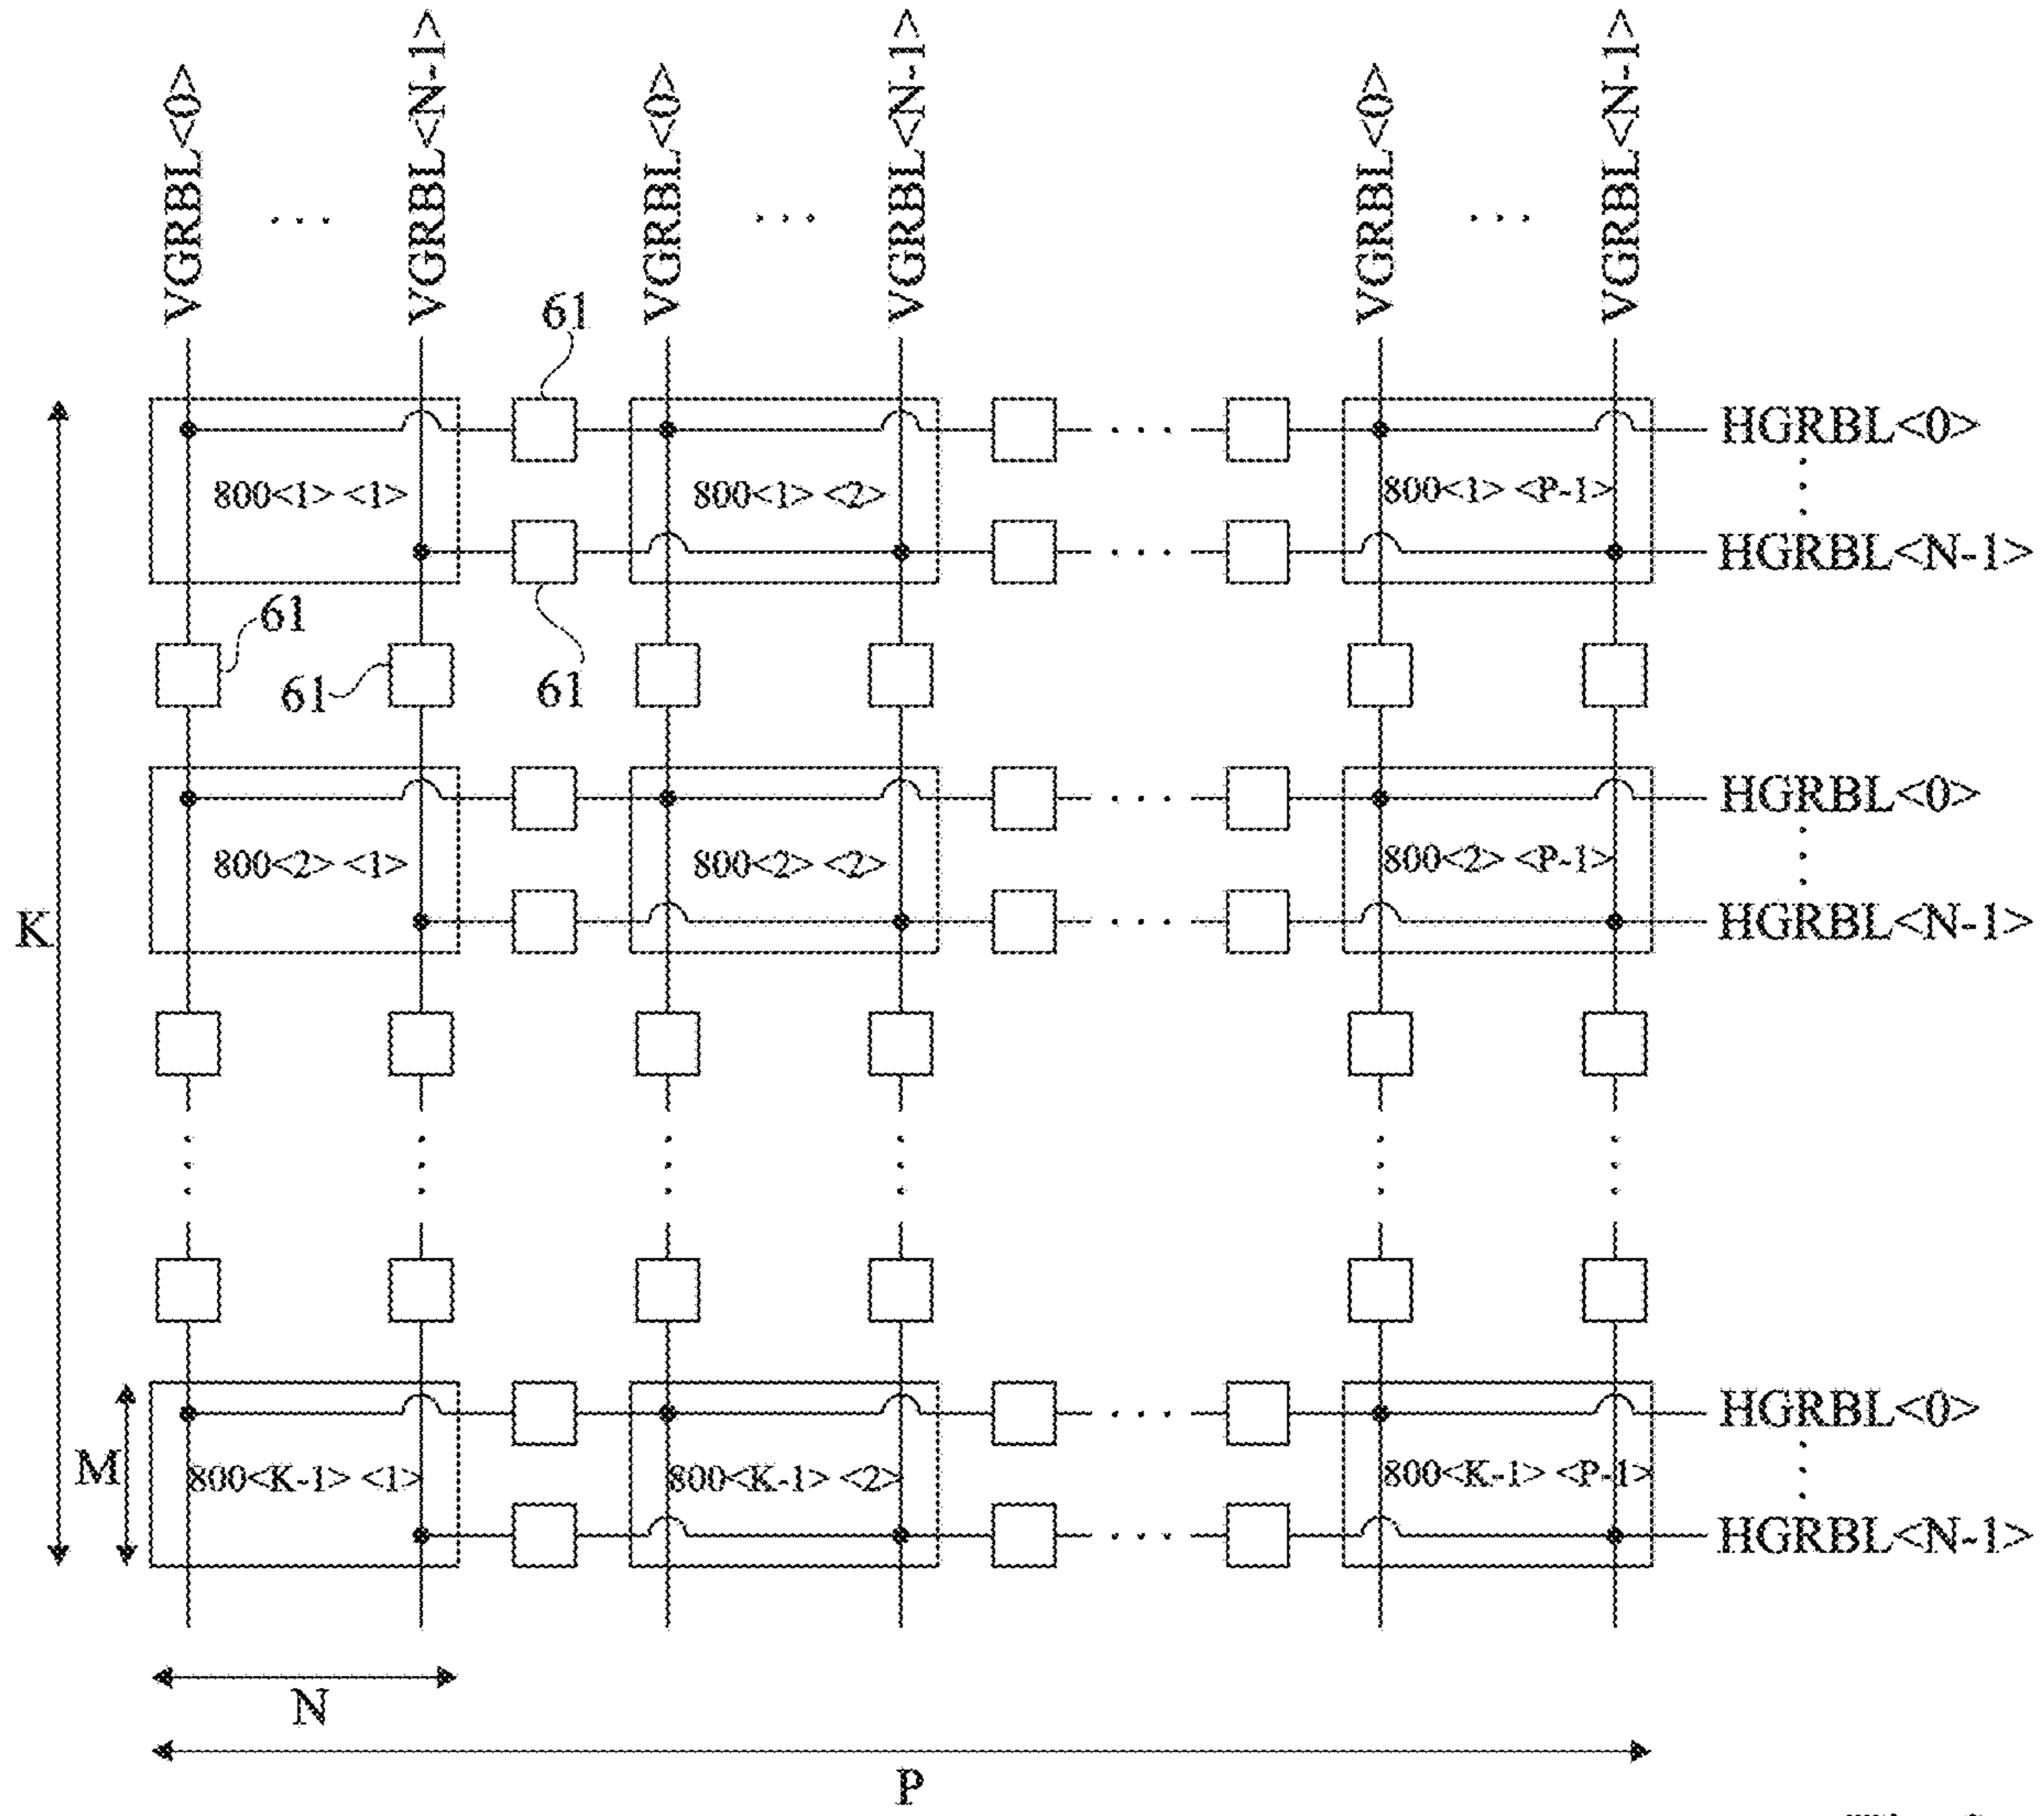 VGRBL<0>
...
VGRBL<N-1>
VGRBL<0>
...
VGRBL<N-1>
VGRBL<0>
...
VGRBL<N-1>
61
800<1> <1>
800<1> <2>
...
800<1> <P-1>
HGRBL<0>
HGRBL<N-1>
...
61
61
61
800<2> <1>
800<2> <2>
...
800<2> <P-1>
HGRBL<0>
HGRBL<N-1>
...
K
M
800<K-1> <1>
800<K-1> <2>
...
800<K-1> <P-1>
HGRBL<0>
HGRBL<N-1>
...
N
P